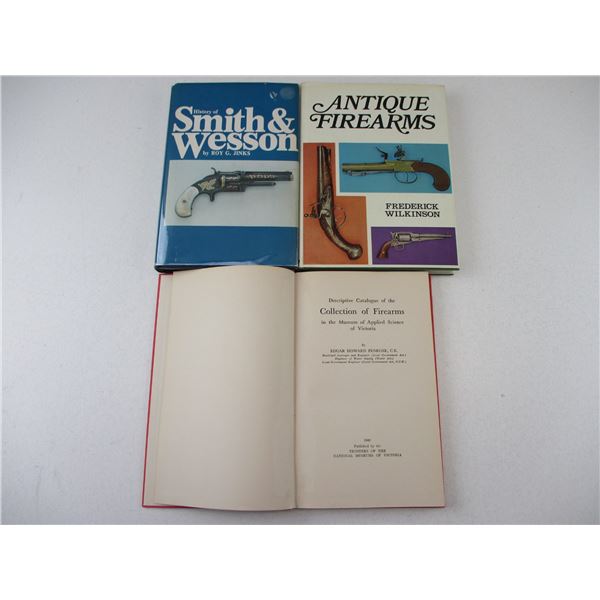 History of
Smith &
Wesson
by ROY G. JINKS
ANTIQUE
FIREARMS
FREDERICK
WILKINSON
Descriptive Catalogue of the
Collection of Firearms
in the Museum of Applied Science
of Victoria
By
EDGAR HOWARD PENROSE, C.E.
Published by the
TRUSTEES OF THE
NATIONAL MUSEUMS OF VICTORIA